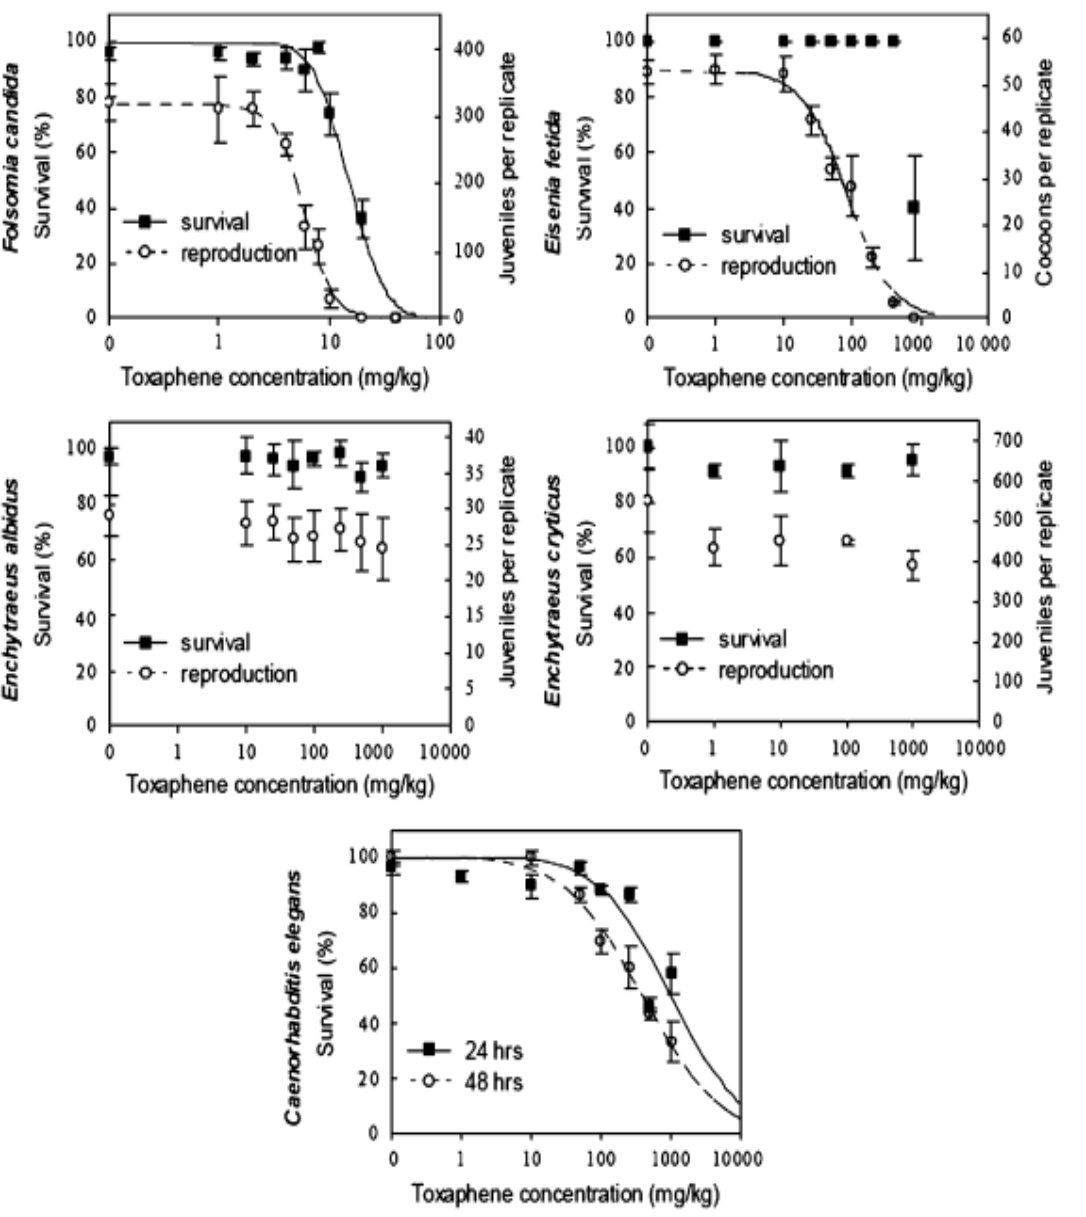 Folsomia candida
Survival (%)
100
80
60
40
20
0
survival
reproduction
400
300
200
100
0
Juveniles per replicate
0 1 10 100
Toxaphene concentration (mg/kg)
Eisenia fetida
Survival (%)
100
80
60
40
20
0
survival
reproduction
60
50
40
30
20
10
0
Cocoons per replicate
0 1 10 100 1000 10 000
Toxaphene concentration (mg/kg)
Enchytraeus albidus
Survival (%)
100
80
60
40
20
0
survival
reproduction
40
35
30
25
20
15
10
5
0
Juveniles per replicate
0 1 10 100 1000 10000
Toxaphene concentration (mg/kg)
Enchytraeus cryticus
Survival (%)
100
80
60
40
20
0
survival
reproduction
700
600
500
400
300
200
100
0
Juveniles per replicate
0 1 10 100 1000 10000
Toxaphene concentration (mg/kg)
Caenorhabditis elegans
Survival (%)
100
80
60
40
20
0
24 hrs
48 hrs
0 1 10 100 1000 10000
Toxaphene concentration (mg/kg)